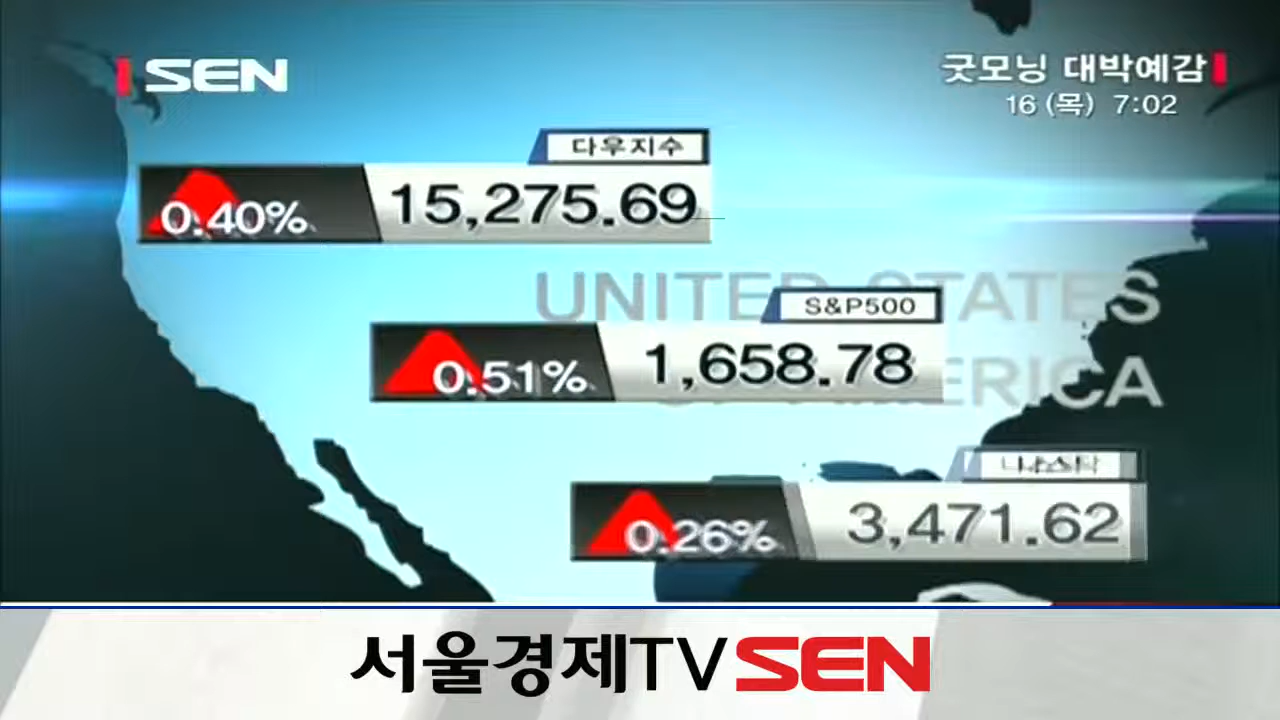 SEN
굿모닝 대박예감
16 (목) 7:02
다우지수
0.40% 15,275.69
UNITED STATES
S&P500
0.51% 1,658.78
OF AMERICA
나스닥
0.26% 3,471.62
서울경제TV SEN